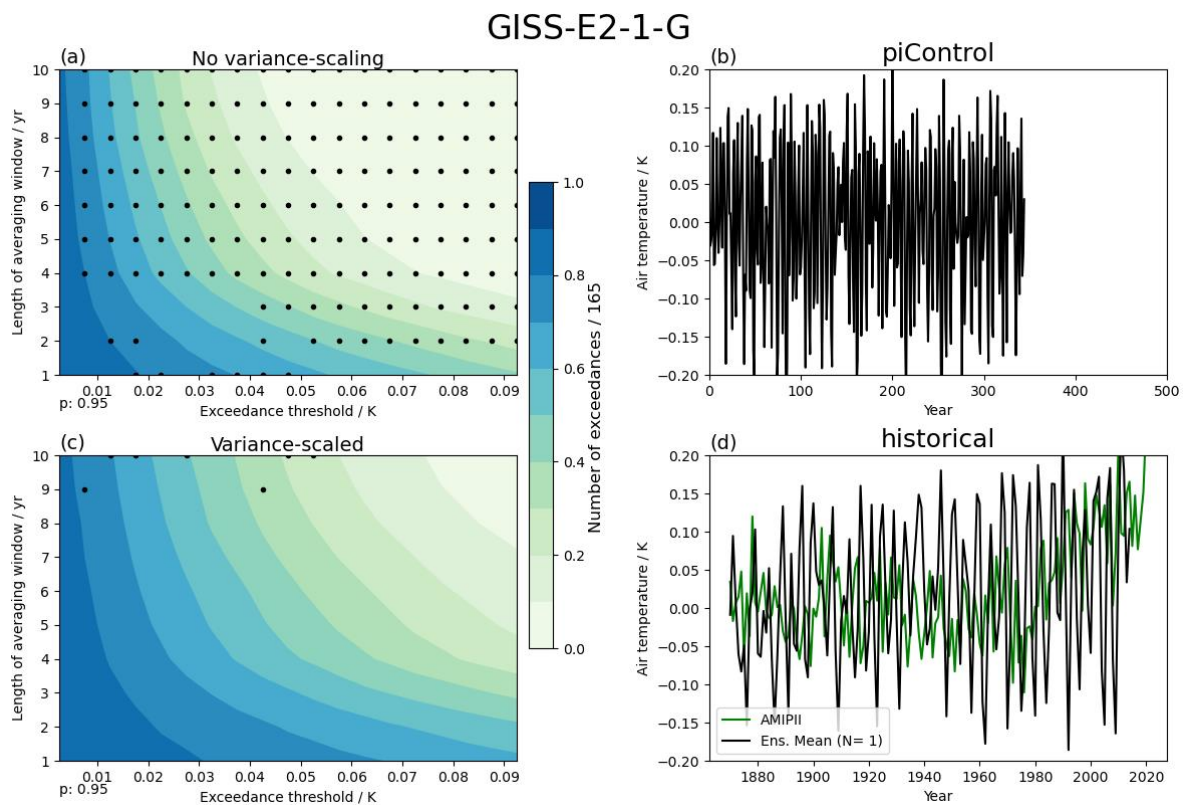 GISS-E2-1-G
(a) No variance-scaling
10
9
8
7
6
5
4
3
2
1
Length of averaging window / yr
0.01 0.02 0.03 0.04 0.05 0.06 0.07 0.08 0.09
p: 0.95
Exceedance threshold / K
(b) piControl
0.20
0.15
0.10
0.05
0.00
−0.05
−0.10
−0.15
−0.20
Air temperature / K
0 100 200 300 400 500
Year
1.0
0.8
0.6
0.4
0.2
0.0
Number of exceedances / 165
(c) Variance-scaled
10
9
8
7
6
5
4
3
2
1
Length of averaging window / yr
0.01 0.02 0.03 0.04 0.05 0.06 0.07 0.08 0.09
p: 0.95
Exceedance threshold / K
(d) historical
0.20
0.15
0.10
0.05
0.00
−0.05
−0.10
−0.15
−0.20
Air temperature / K
AMIPII
Ens. Mean (N= 1)
1880 1900 1920 1940 1960 1980 2000 2020
Year